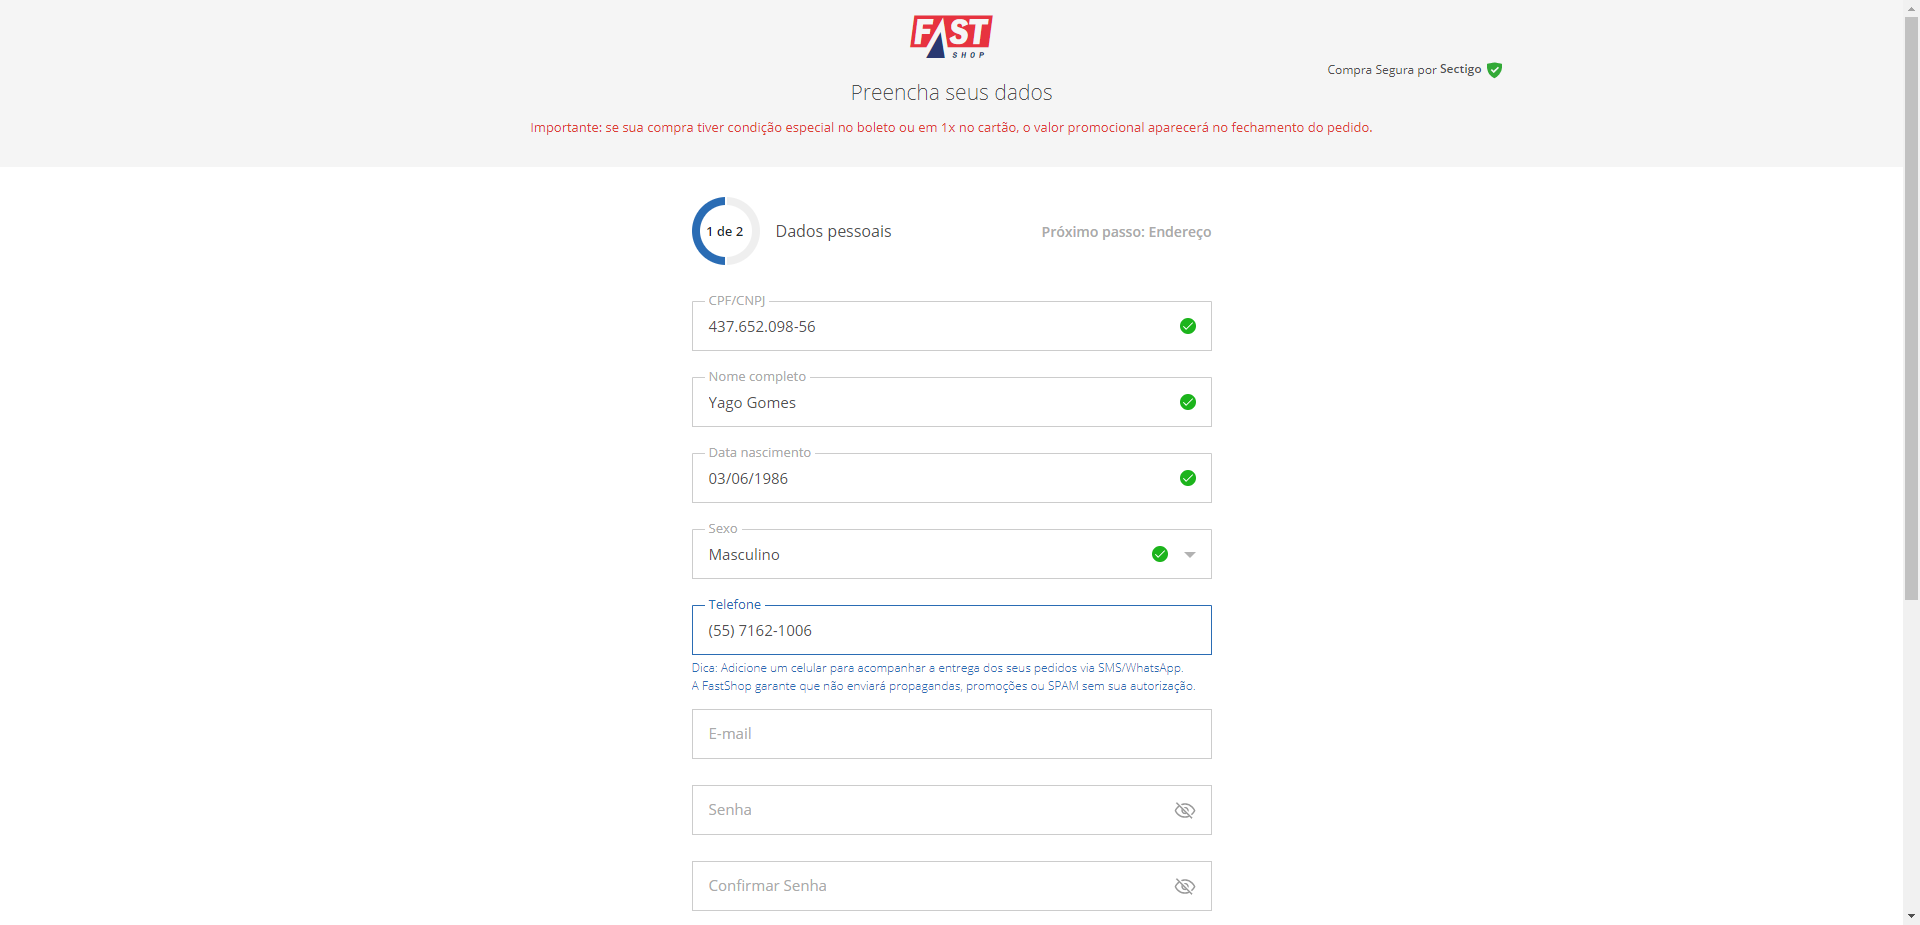 FAST
SHOP
Compra Segura por Sectigo
Preencha seus dados
Importante: se sua compra tiver condição especial no boleto ou em 1x no cartão, o valor promocional aparecerá no fechamento do pedido.
1 de 2
Dados pessoais
Próximo passo: Endereço
CPF/CNPJ
437.652.098-56
Nome completo
Yago Gomes
Data nascimento
03/06/1986
Sexo
Masculino
Telefone
(55) 7162-1006
Dica: Adicione um celular para acompanhar a entrega dos seus pedidos via SMS/WhatsApp.
A FastShop garante que não enviará propagandas, promoções ou SPAM sem sua autorização.
E-mail
Senha
Confirmar Senha